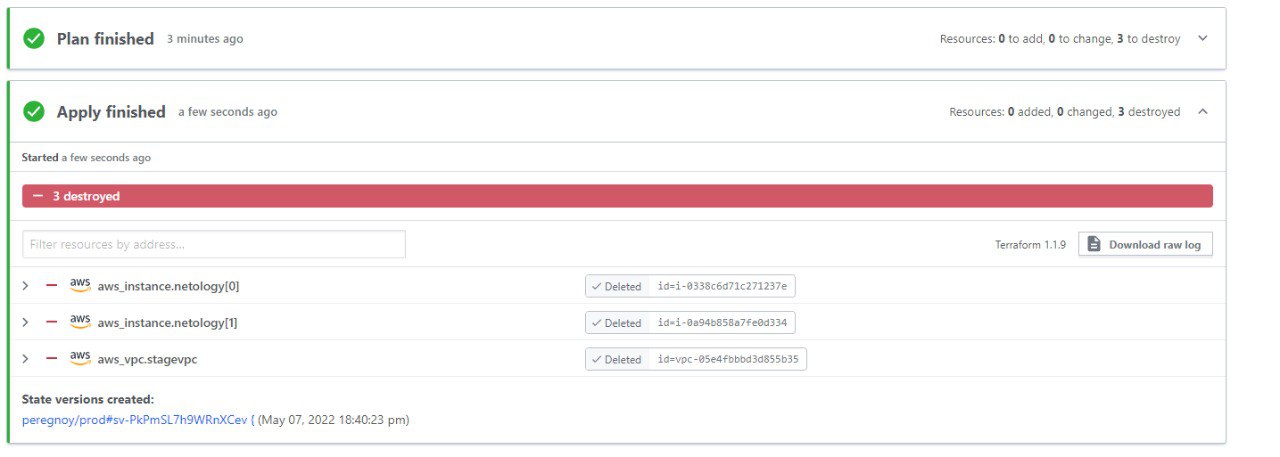 Plan finished 3 minutes ago Resources: 0 to add, 0 to change, 3 to destroy
Apply finished a few seconds ago Resources: 0 added, 0 changed, 3 destroyed
Started a few seconds ago
3 destroyed
Filter resources by address... Terraform 1.1.9 Download raw log
aws aws_instance.netology[0] Deleted id=i-0338c6d71c271237e
aws aws_instance.netology[1] Deleted id=i-0a94b858a7fe0d334
aws aws_vpc.stagevpc Deleted id=vpc-05e4fbbbd3d855b35
State versions created:
peregnoy/prod#sv-PkPmSL7h9WRnXCev ( (May 07, 2022 18:40:23 pm)